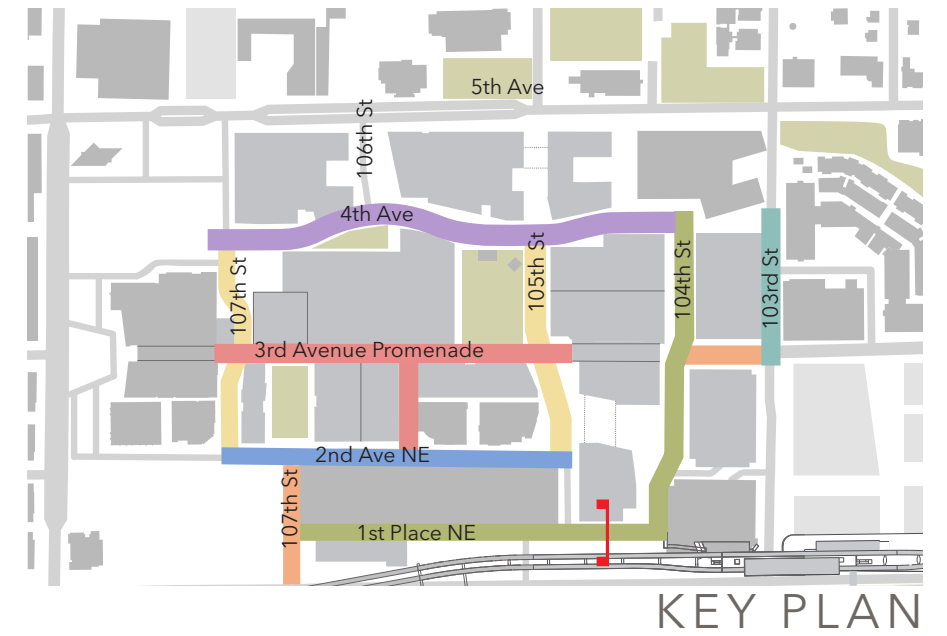 5th Ave
106th St
4th Ave
107th St
105th St
104th St
103rd St
3rd Avenue Promenade
2nd Ave NE
107th St
1st Place NE
KEY PLAN